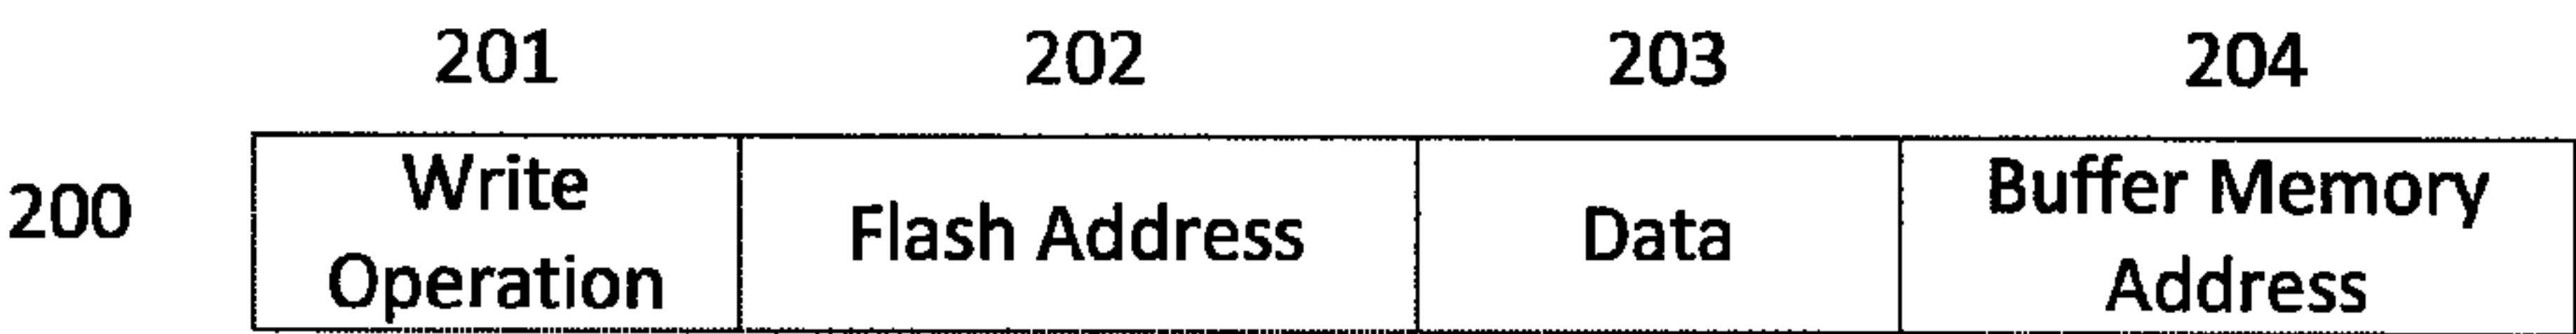 201 202 203 204
200
Write
Operation
Flash Address
Data
Buffer Memory
Address